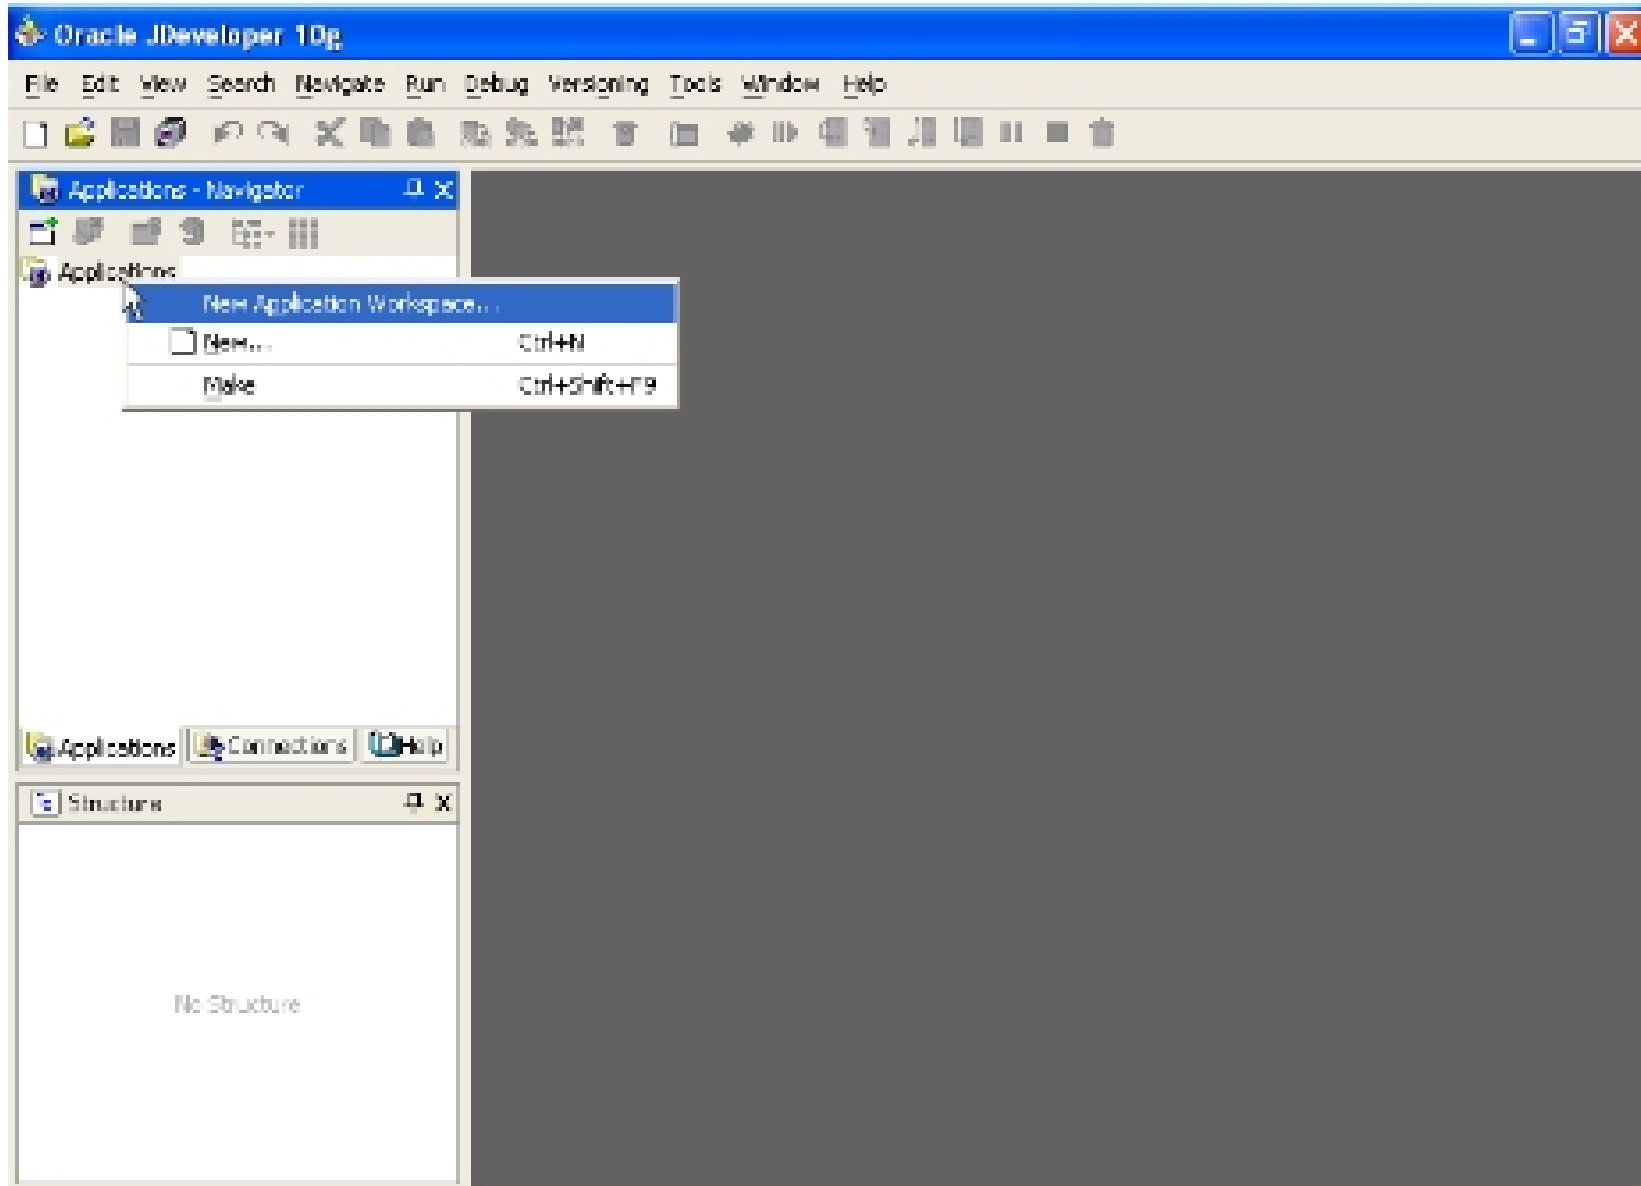 Oracle JDeveloper 10g
File Edit View Search Navigate Run Debug Versioning Tools Window Help
Applications - Navigator
Applications
New Application Workspace...
New... Ctrl+N
Make Ctrl+Shift+F9
Applications Connections Help
Structure
No Structure